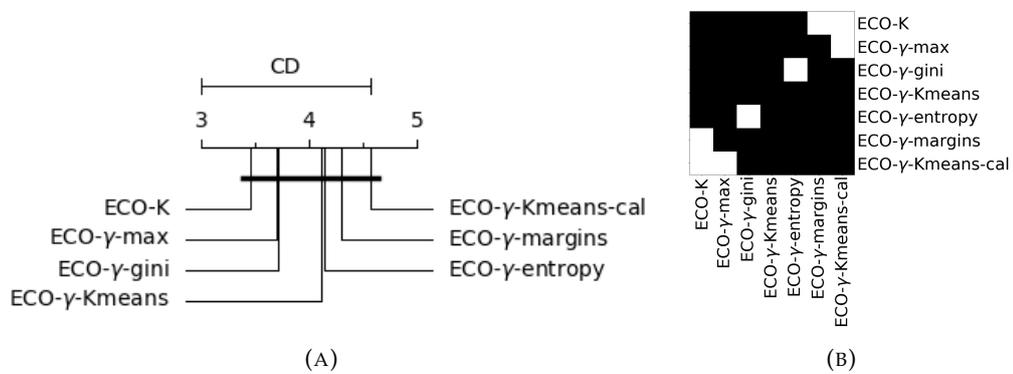 CD
3 4 5
ECO-K
ECO-γ-max
ECO-γ-gini
ECO-γ-Kmeans
ECO-γ-Kmeans-cal
ECO-γ-margins
ECO-γ-entropy
(A)
ECO-K
ECO-γ-max
ECO-γ-gini
ECO-γ-Kmeans
ECO-γ-entropy
ECO-γ-margins
ECO-γ-Kmeans-cal
ECO-K
ECO-γ-max
ECO-γ-gini
ECO-γ-Kmeans
ECO-γ-entropy
ECO-γ-margins
ECO-γ-Kmeans-cal
(B)